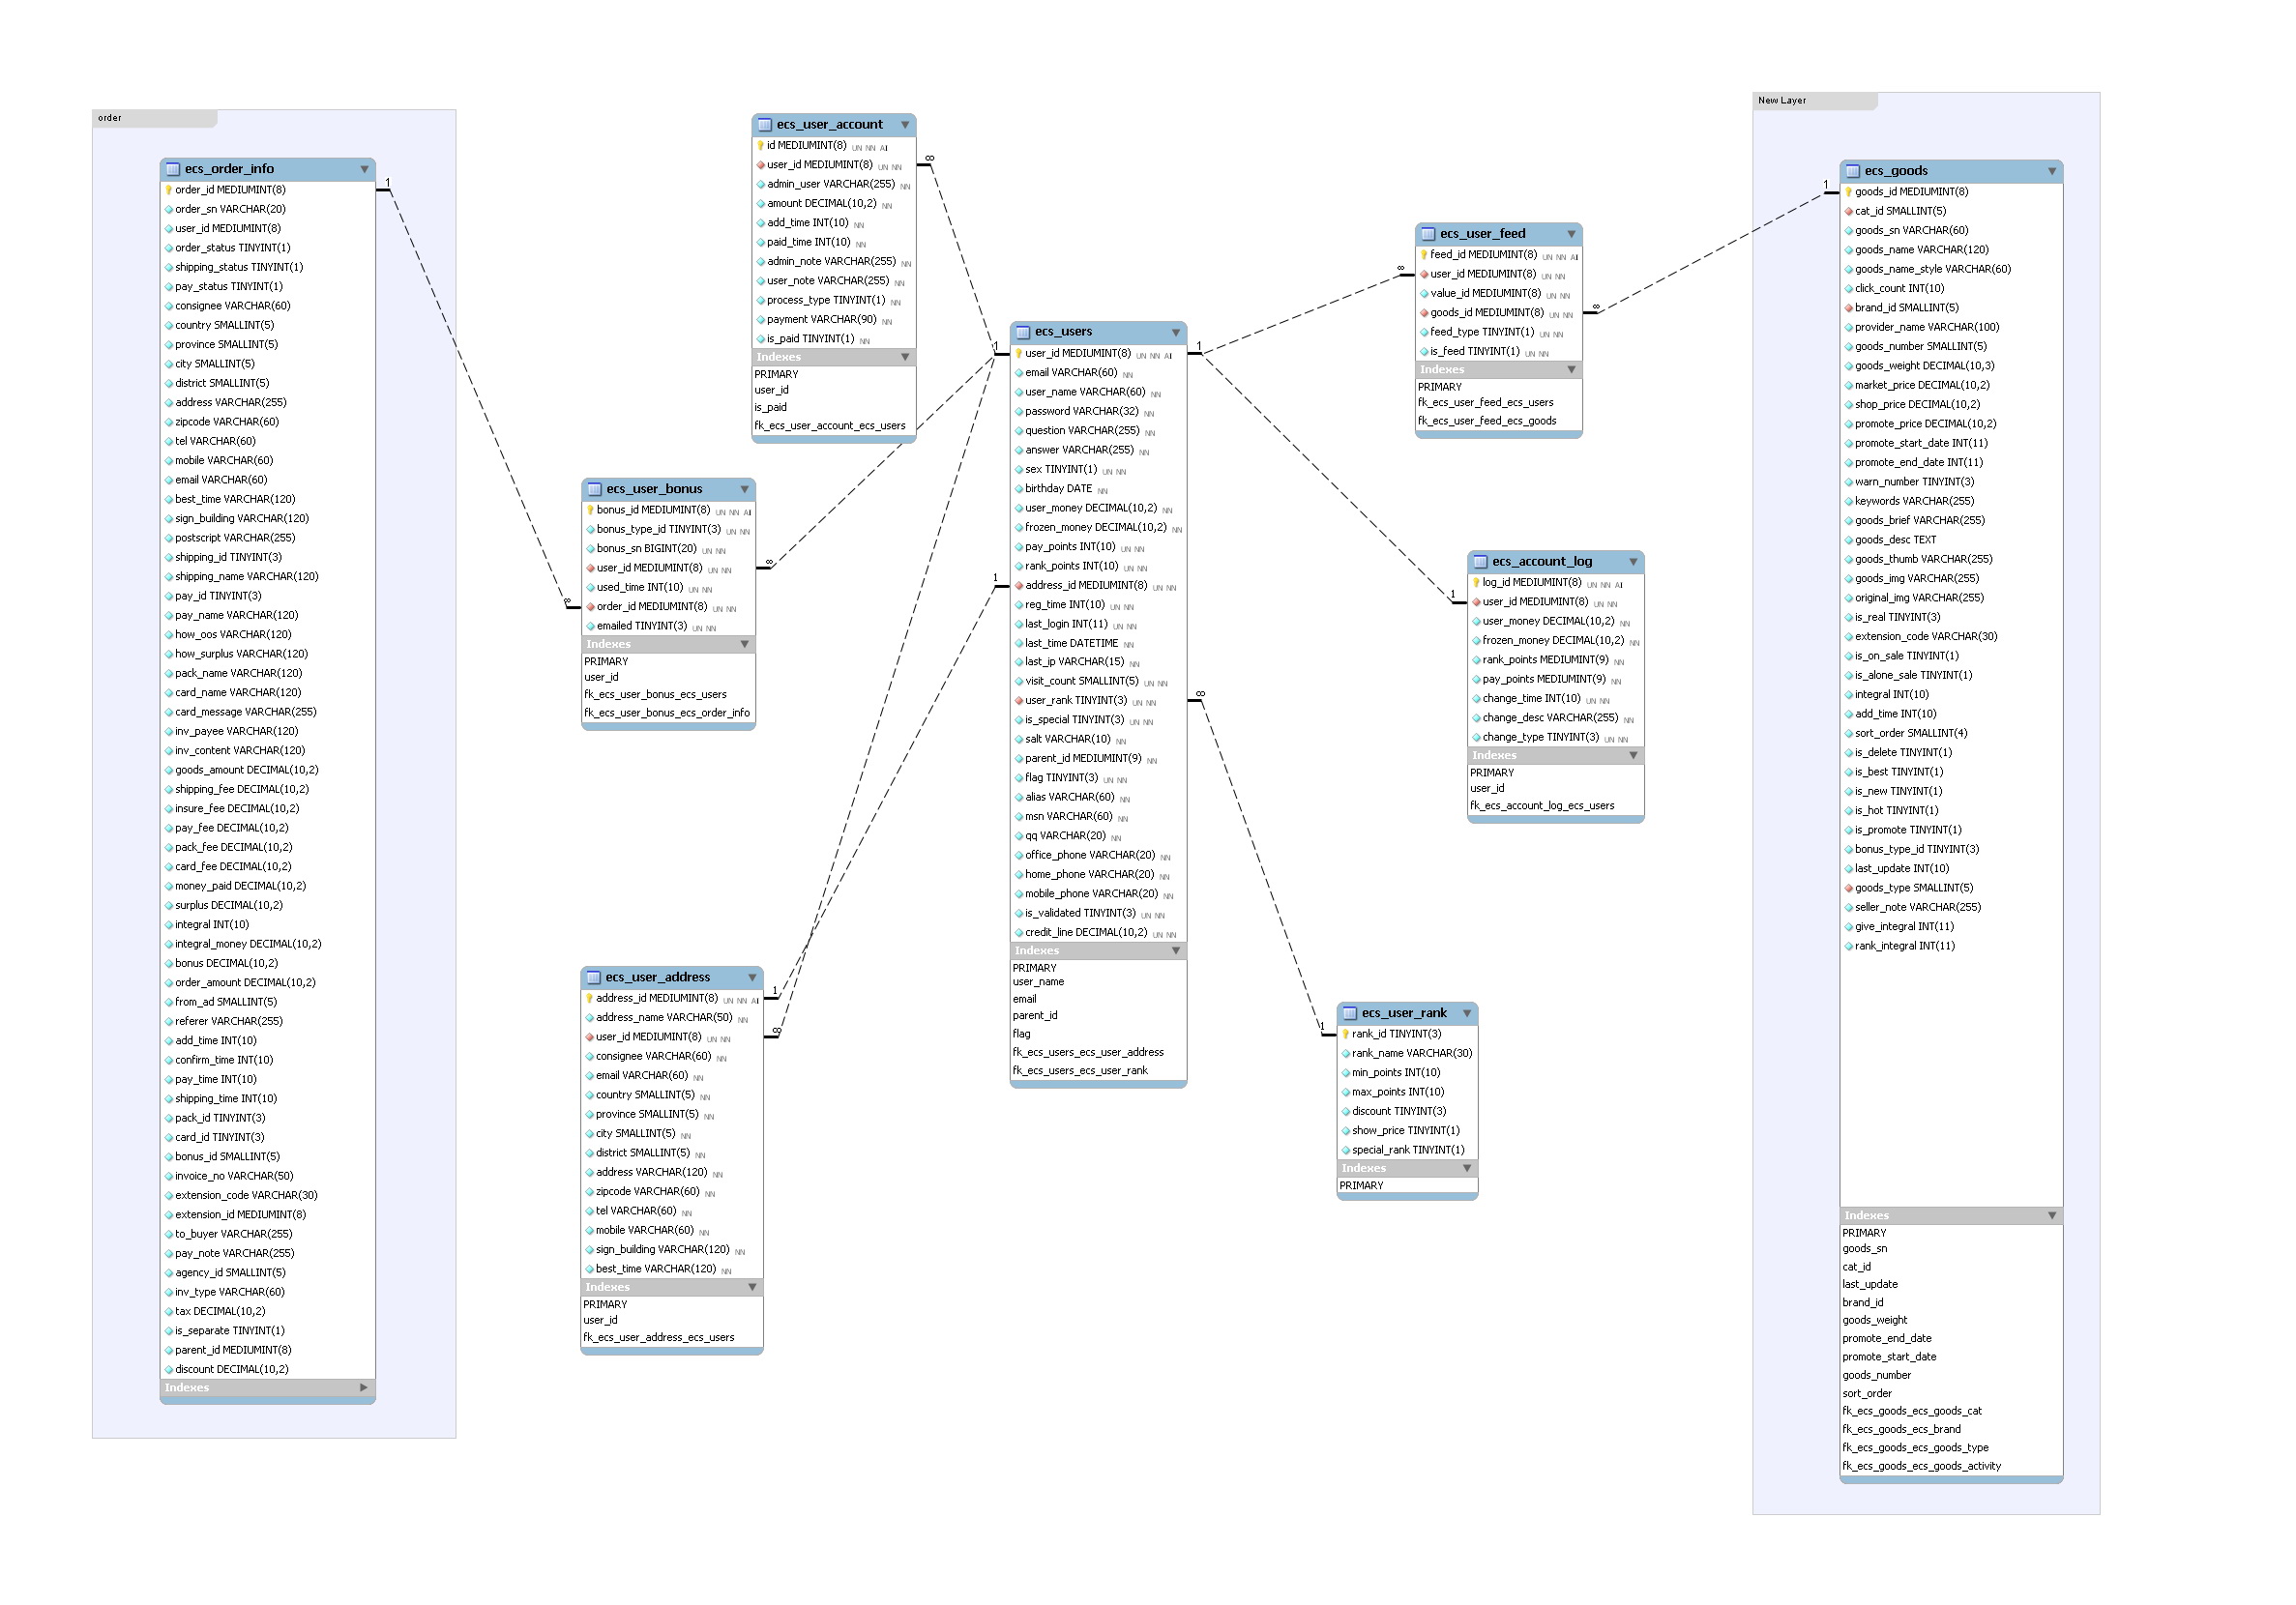 order
ecs_order_info
order_id MEDIUMINT(8)
order_sn VARCHAR(20)
user_id MEDIUMINT(8)
order_status TINYINT(1)
shipping_status TINYINT(1)
pay_status TINYINT(1)
consignee VARCHAR(60)
country SMALLINT(5)
province SMALLINT(5)
city SMALLINT(5)
district SMALLINT(5)
address VARCHAR(255)
zipcode VARCHAR(60)
tel VARCHAR(60)
mobile VARCHAR(60)
email VARCHAR(60)
best_time VARCHAR(120)
sign_building VARCHAR(120)
postscript VARCHAR(255)
shipping_id TINYINT(3)
shipping_name VARCHAR(120)
pay_id TINYINT(3)
pay_name VARCHAR(120)
how_oos VARCHAR(120)
how_surplus VARCHAR(120)
pack_name VARCHAR(120)
card_name VARCHAR(120)
card_message VARCHAR(255)
inv_payee VARCHAR(120)
inv_content VARCHAR(120)
goods_amount DECIMAL(10,2)
shipping_fee DECIMAL(10,2)
insure_fee DECIMAL(10,2)
pay_fee DECIMAL(10,2)
pack_fee DECIMAL(10,2)
card_fee DECIMAL(10,2)
money_paid DECIMAL(10,2)
surplus DECIMAL(10,2)
integral INT(10)
integral_money DECIMAL(10,2)
bonus DECIMAL(10,2)
order_amount DECIMAL(10,2)
from_ad SMALLINT(5)
referer VARCHAR(255)
add_time INT(10)
confirm_time INT(10)
pay_time INT(10)
shipping_time INT(10)
pack_id TINYINT(3)
card_id TINYINT(3)
bonus_id SMALLINT(5)
invoice_no VARCHAR(50)
extension_code VARCHAR(30)
extension_id MEDIUMINT(8)
to_buyer VARCHAR(255)
pay_note VARCHAR(255)
agency_id SMALLINT(5)
inv_type VARCHAR(60)
tax DECIMAL(10,2)
is_separate TINYINT(1)
parent_id MEDIUMINT(8)
discount DECIMAL(10,2)
Indexes
1
∞
ecs_user_account
id MEDIUMINT(8) UN NN AI
user_id MEDIUMINT(8) UN NN
admin_user VARCHAR(255) NN
amount DECIMAL(10,2) NN
add_time INT(10) NN
paid_time INT(10) NN
admin_note VARCHAR(255) NN
user_note VARCHAR(255) NN
process_type TINYINT(1) NN
payment VARCHAR(90) NN
is_paid TINYINT(1) NN
Indexes
PRIMARY
user_id
is_paid
fk_ecs_user_account_ecs_users
∞
ecs_user_bonus
bonus_id MEDIUMINT(8) UN NN AI
bonus_type_id TINYINT(3) UN NN
bonus_sn BIGINT(20) UN NN
user_id MEDIUMINT(8) UN NN
used_time INT(10) UN NN
order_id MEDIUMINT(8) UN NN
emailed TINYINT(3) UN NN
Indexes
PRIMARY
user_id
fk_ecs_user_bonus_ecs_users
fk_ecs_user_bonus_ecs_order_info
∞
ecs_user_address
address_id MEDIUMINT(8) UN NN AI
address_name VARCHAR(50) NN
user_id MEDIUMINT(8) UN NN
consignee VARCHAR(60) NN
email VARCHAR(60) NN
country SMALLINT(5) NN
province SMALLINT(5) NN
city SMALLINT(5) NN
district SMALLINT(5) NN
address VARCHAR(120) NN
zipcode VARCHAR(60) NN
tel VARCHAR(60) NN
mobile VARCHAR(60) NN
sign_building VARCHAR(120) NN
best_time VARCHAR(120) NN
Indexes
PRIMARY
user_id
fk_ecs_user_address_ecs_users
1
∞
1
1
ecs_users
user_id MEDIUMINT(8) UN NN AI
email VARCHAR(60) NN
user_name VARCHAR(60) NN
password VARCHAR(32) NN
question VARCHAR(255) NN
answer VARCHAR(255) NN
sex TINYINT(1) UN NN
birthday DATE NN
user_money DECIMAL(10,2) NN
frozen_money DECIMAL(10,2) NN
pay_points INT(10) UN NN
rank_points INT(10) UN NN
address_id MEDIUMINT(8) UN NN
reg_time INT(10) UN NN
last_login INT(11) UN NN
last_time DATETIME NN
last_ip VARCHAR(15) NN
visit_count SMALLINT(5) UN NN
user_rank TINYINT(3) UN NN
is_special TINYINT(3) UN NN
salt VARCHAR(10) NN
parent_id MEDIUMINT(9) NN
flag TINYINT(3) UN NN
alias VARCHAR(60) NN
msn VARCHAR(60) NN
qq VARCHAR(20) NN
office_phone VARCHAR(20) NN
home_phone VARCHAR(20) NN
mobile_phone VARCHAR(20) NN
is_validated TINYINT(3) UN NN
credit_line DECIMAL(10,2) UN NN
Indexes
PRIMARY
user_name
email
parent_id
flag
fk_ecs_users_ecs_user_address
fk_ecs_users_ecs_user_rank
1
∞
ecs_user_feed
feed_id MEDIUMINT(8) UN NN AI
user_id MEDIUMINT(8) UN NN
value_id MEDIUMINT(8) UN NN
goods_id MEDIUMINT(8) UN NN
feed_type TINYINT(1) UN NN
is_feed TINYINT(1) UN NN
Indexes
PRIMARY
fk_ecs_user_feed_ecs_users
fk_ecs_user_feed_ecs_goods
∞
∞
1
ecs_account_log
log_id MEDIUMINT(8) UN NN AI
user_id MEDIUMINT(8) UN NN
user_money DECIMAL(10,2) NN
frozen_money DECIMAL(10,2) NN
rank_points MEDIUMINT(9) NN
pay_points MEDIUMINT(9) NN
change_time INT(10) UN NN
change_desc VARCHAR(255) NN
change_type TINYINT(3) UN NN
Indexes
PRIMARY
user_id
fk_ecs_account_log_ecs_users
1
ecs_user_rank
rank_id TINYINT(3)
rank_name VARCHAR(30)
min_points INT(10)
max_points INT(10)
discount TINYINT(3)
show_price TINYINT(1)
special_rank TINYINT(1)
Indexes
PRIMARY
New Layer
1
ecs_goods
goods_id MEDIUMINT(8)
cat_id SMALLINT(5)
goods_sn VARCHAR(60)
goods_name VARCHAR(120)
goods_name_style VARCHAR(60)
click_count INT(10)
brand_id SMALLINT(5)
provider_name VARCHAR(100)
goods_number SMALLINT(5)
goods_weight DECIMAL(10,3)
market_price DECIMAL(10,2)
shop_price DECIMAL(10,2)
promote_price DECIMAL(10,2)
promote_start_date INT(11)
promote_end_date INT(11)
warn_number TINYINT(3)
keywords VARCHAR(255)
goods_brief VARCHAR(255)
goods_desc TEXT
goods_thumb VARCHAR(255)
goods_img VARCHAR(255)
original_img VARCHAR(255)
is_real TINYINT(3)
extension_code VARCHAR(30)
is_on_sale TINYINT(1)
is_alone_sale TINYINT(1)
integral INT(10)
add_time INT(10)
sort_order SMALLINT(4)
is_delete TINYINT(1)
is_best TINYINT(1)
is_new TINYINT(1)
is_hot TINYINT(1)
is_promote TINYINT(1)
bonus_type_id TINYINT(3)
last_update INT(10)
goods_type SMALLINT(5)
seller_note VARCHAR(255)
give_integral INT(11)
rank_integral INT(11)
Indexes
PRIMARY
goods_sn
cat_id
last_update
brand_id
goods_weight
promote_end_date
promote_start_date
goods_number
sort_order
fk_ecs_goods_ecs_goods_cat
fk_ecs_goods_ecs_brand
fk_ecs_goods_ecs_goods_type
fk_ecs_goods_ecs_goods_activity